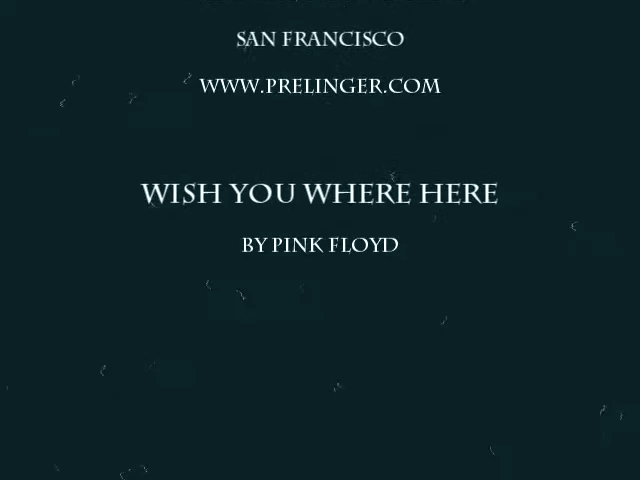 SAN FRANCISCO
WWW.PRELINGER.COM
WISH YOU WHERE HERE
BY PINK FLOYD